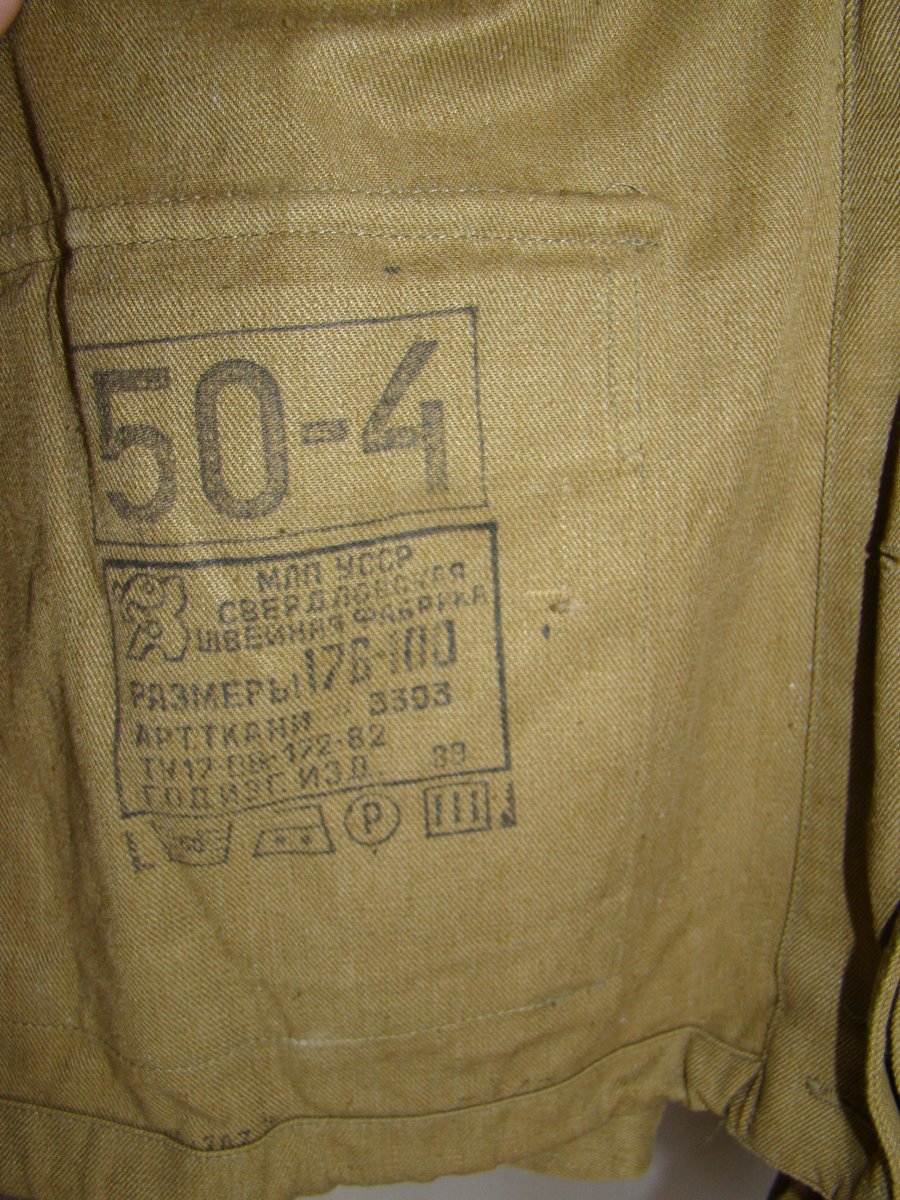 50-4
МЛП УССР
СВЕРДЛОВСКАЯ
ШВЕЙНАЯ ФАБРИКА
РАЗМЕРЫ 176-100
АРТ ТКАНИ 3393
ТУ17-08-172-82
ГОД ИЗГ. ИЗД.
60
P